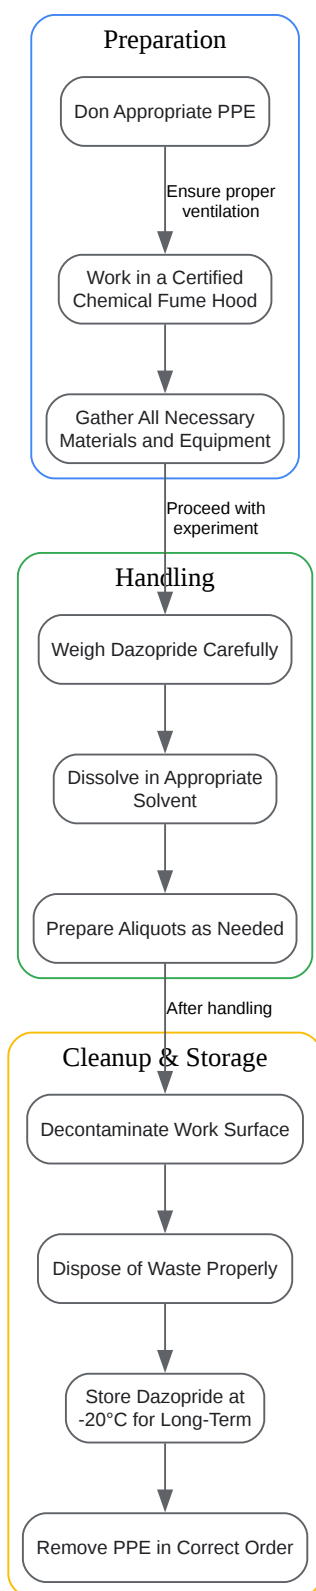 Preparation
Don Appropriate PPE
Ensure proper
ventilation
Work in a Certified
Chemical Fume Hood
Gather All Necessary
Materials and Equipment
Proceed with
experiment
Handling
Weigh Dazopride Carefully
Dissolve in Appropriate
Solvent
Prepare Aliquots as Needed
After handling
Cleanup & Storage
Decontaminate Work Surface
Dispose of Waste Properly
Store Dazopride at
-20°C for Long-Term
Remove PPE in Correct Order